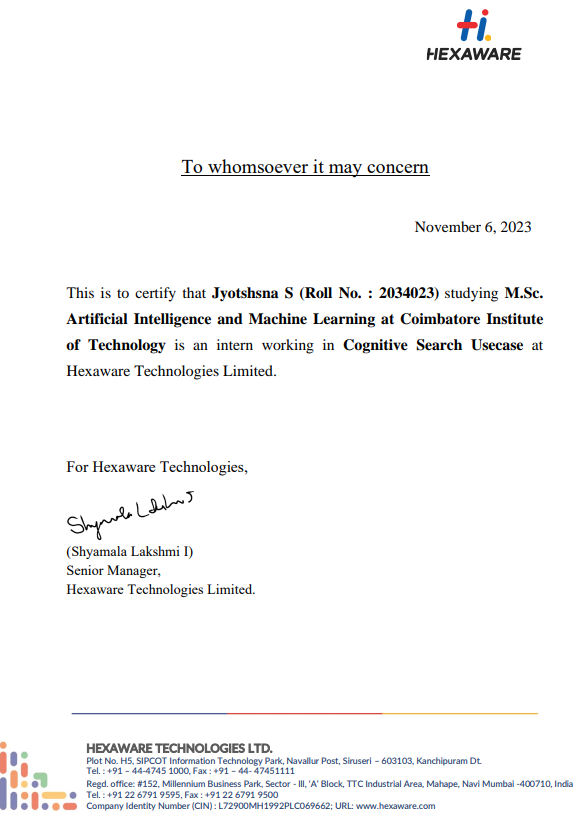 HEXAWARE
To whomsoever it may concern
November 6, 2023
This is to certify that Jyotshsna S (Roll No. : 2034023) studying M.Sc.
Artificial Intelligence and Machine Learning at Coimbatore Institute
of Technology is an intern working in Cognitive Search Usecase at
Hexaware Technologies Limited.
For Hexaware Technologies,
Shyamala Lakshmi I
(Shyamala Lakshmi I)
Senior Manager,
Hexaware Technologies Limited.
HEXAWARE TECHNOLOGIES LTD.
Plot No. H5, SIPCOT Information Technology Park, Navallur Post, Siruseri – 603103, Kanchipuram Dt.
Tel. : +91 – 44-4745 1000, Fax : +91 – 44- 47451111
Regd. office: #152, Millennium Business Park, Sector - III, 'A' Block, TTC Industrial Area, Mahape, Navi Mumbai -400710, India
Tel. : +91 22 6791 9595, Fax : +91 22 6791 9500
Company Identity Number (CIN) : L72900MH1992PLC069662; URL: www.hexaware.com